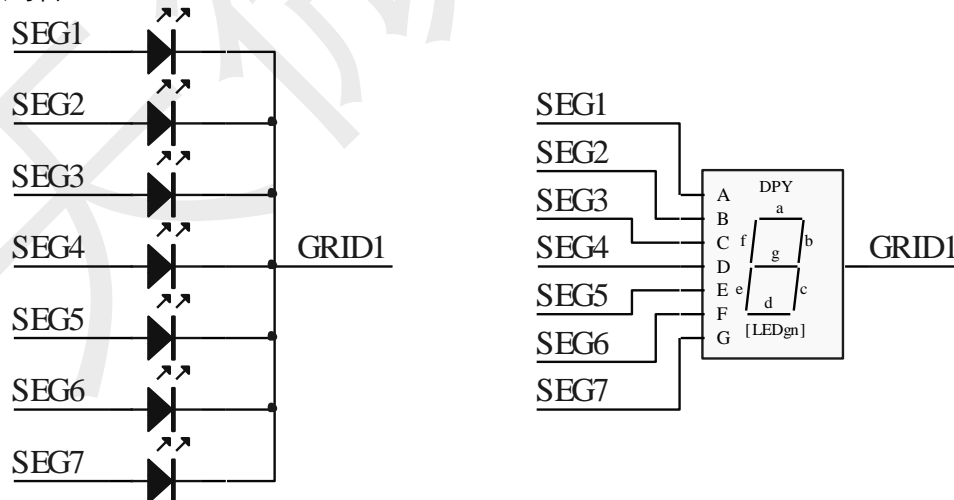 SEG1
SEG2
SEG3
SEG4
SEG5
SEG6
SEG7
GRID1
SEG1
SEG2
SEG3
SEG4
SEG5
SEG6
SEG7
A
B
C
D
E
F
G
DPY
a
f
b
g
e
c
d
[LEDgn]
GRID1